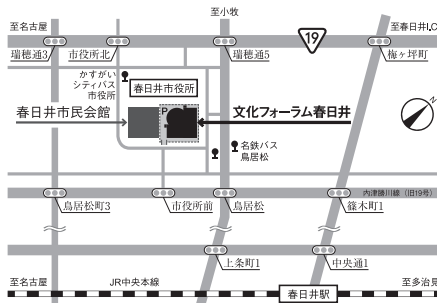 至小牧
至名古屋
19
至春日井I.C
瑞穂通3
市役所北
瑞穂通5
梅ヶ坪町
かすがい
シティバス
市役所
春日井市役所
P
春日井市民会館
文化フォーラム春日井
N
名鉄バス
鳥居松
内津勝川線（旧19号）
鳥居松町3
市役所前
鳥居松
篠木町1
上条町1
中央通1
至名古屋
JR中央本線
春日井駅
至多治見